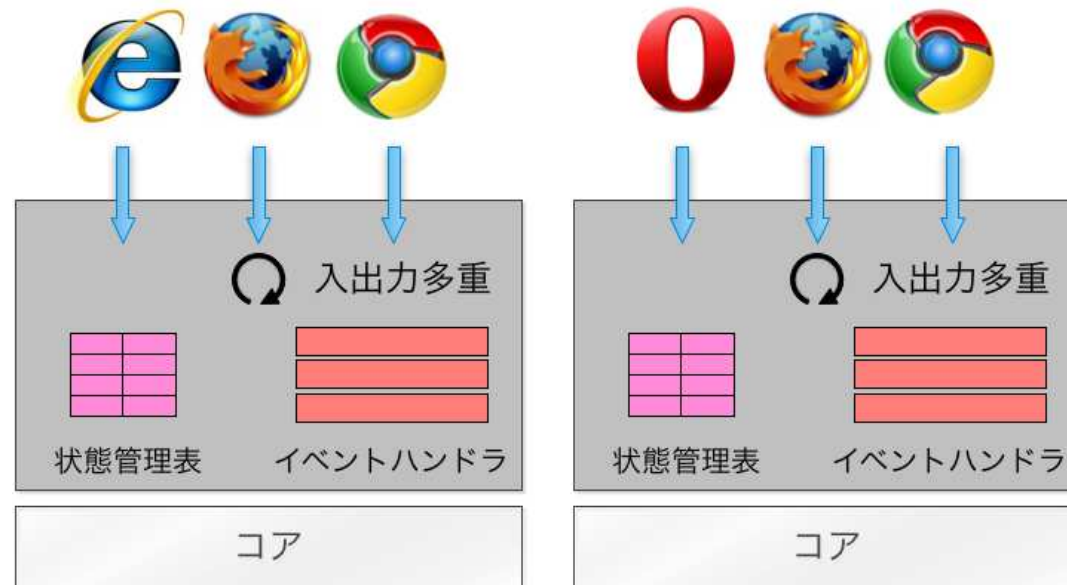 入出力多重
入出力多重
状態管理表
イベントハンドラ
状態管理表
イベントハンドラ
コア
コア